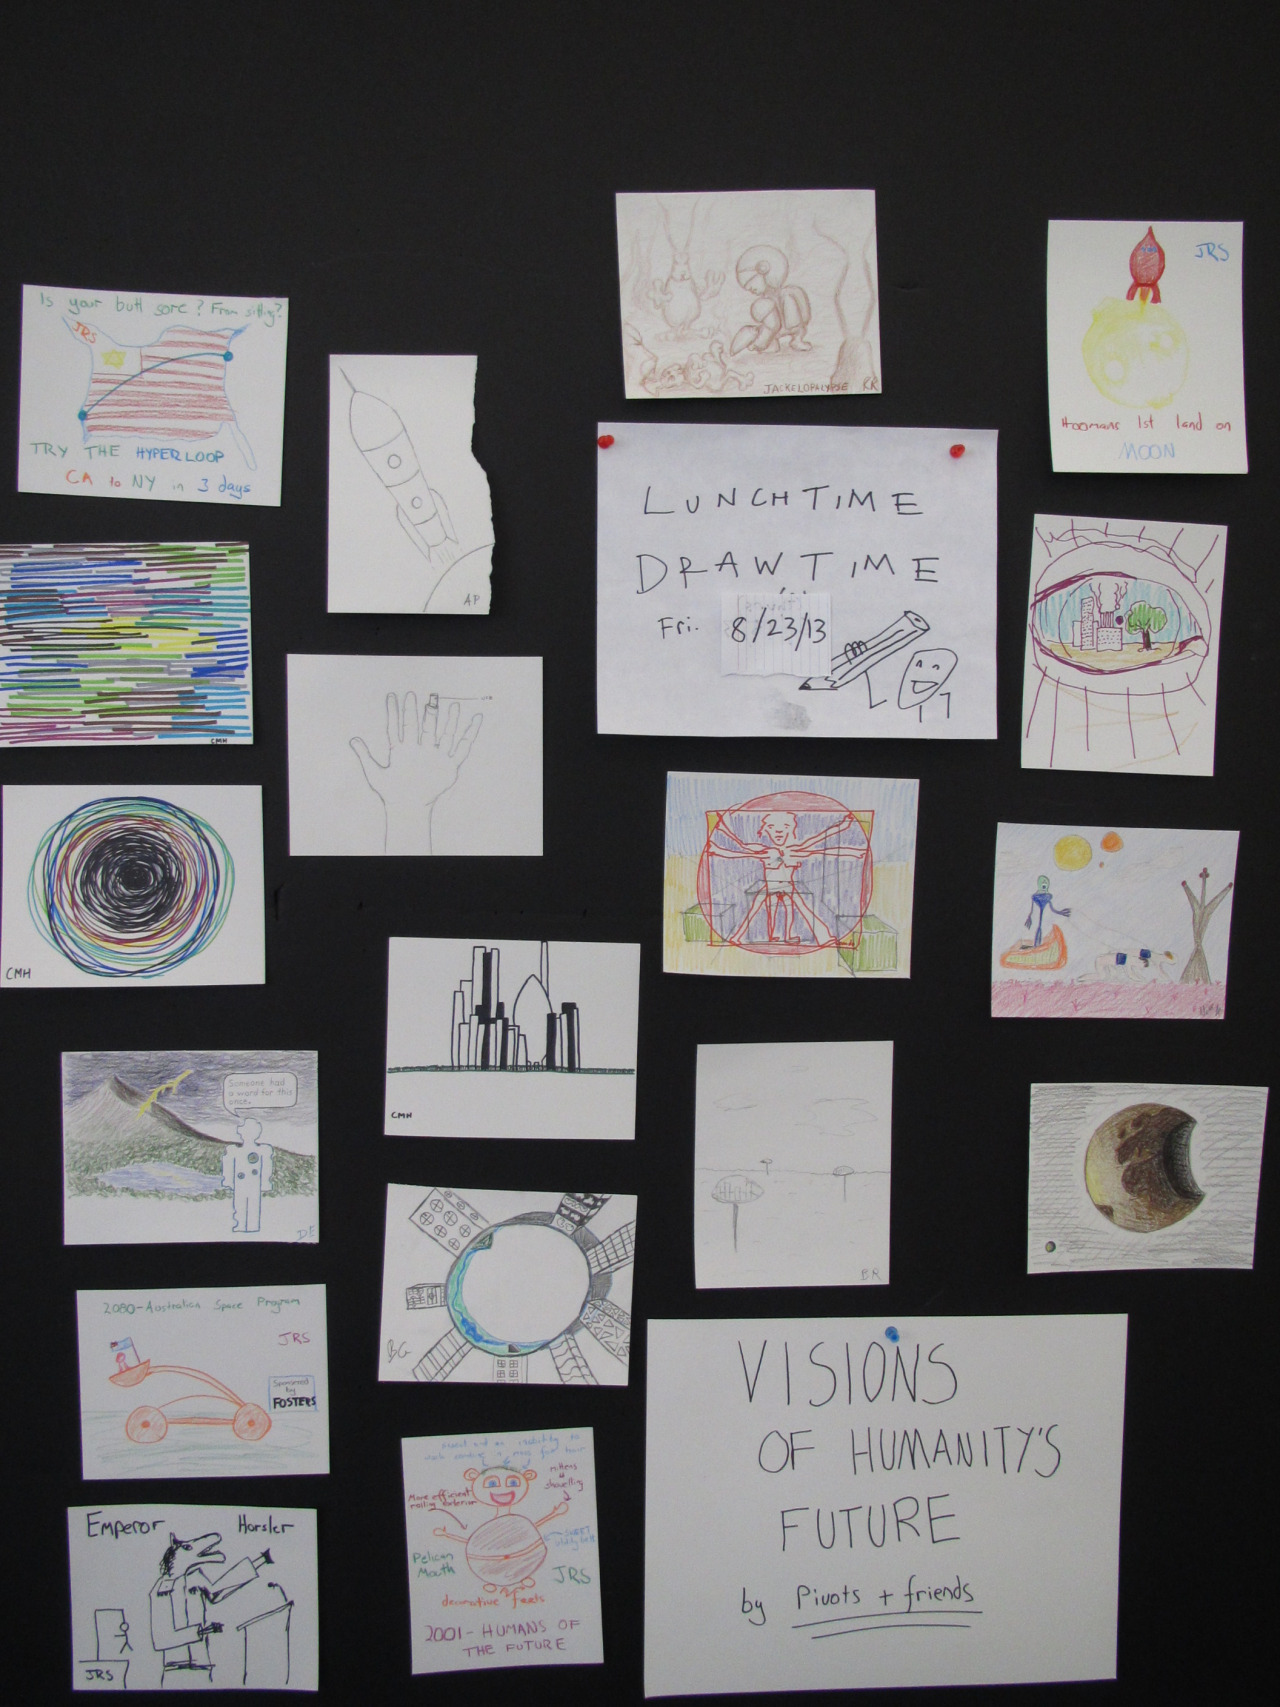 Is your butt sore? From sitting?
JRS
TRY THE HYPERLOOP
CA to NY in 3 days
AP
JACKELOPALYPSE RR
JRS
Hoomans 1st land on
MOON
LUNCHTIME
DRAWTIME
Fri. 8/23/13
CMH
CMH
CMH
Someone had
a word for this
once.
DE
BR
BG
2080-Australian Space Program
JRS
Sponsored
by
FOSTERS
Emperor Horsler
JRS
mittens
shovelling
More efficient
rolling exterior
Pelican
Mouth
JRS
decorative feets
2001- HUMANS OF
THE FUTURE
VISIONS
OF HUMANITY'S
FUTURE
by Pivots + friends